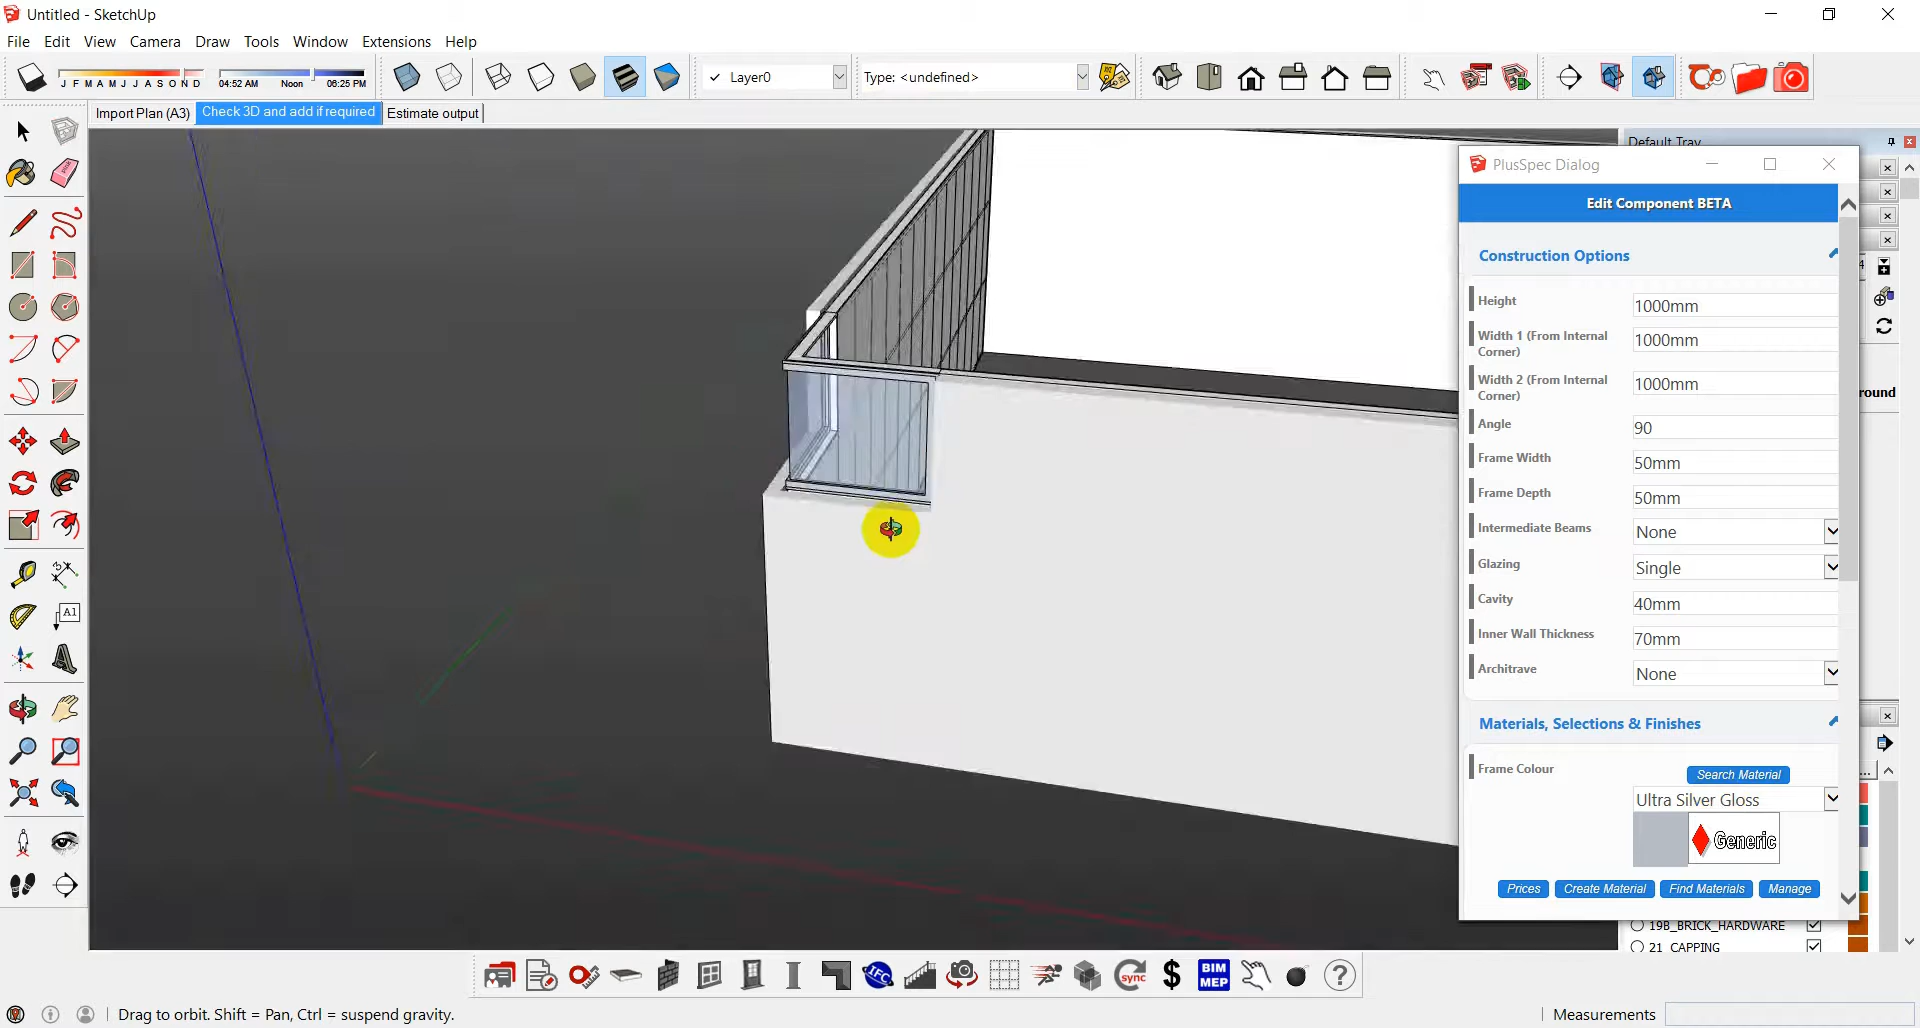 Untitled - SketchUp
File Edit View Camera Draw Tools Window Extensions Help
J F M A M J J A S O N D 04:52 AM Noon 06:25 PM Layer0 Type: <undefined>
Import Plan (A3) Check 3D and add if required Estimate output
Default Tray
PlusSpec Dialog
Edit Component BETA
Construction Options
Height 1000mm
Width 1 (From Internal Corner) 1000mm
Width 2 (From Internal Corner) 1000mm
Angle 90
Frame Width 50mm
Frame Depth 50mm
Intermediate Beams None
Glazing Single
Cavity 40mm
Inner Wall Thickness 70mm
Architrave None
Materials, Selections & Finishes
Frame Colour
Search Material
Ultra Silver Gloss
Generic
Prices Create Material Find Materials Manage
round
A1
19B_BRICK_HARDWARE
21 CAPPING
IFC sync $ BIM MEP ?
Drag to orbit. Shift = Pan, Ctrl = suspend gravity.
Measurements